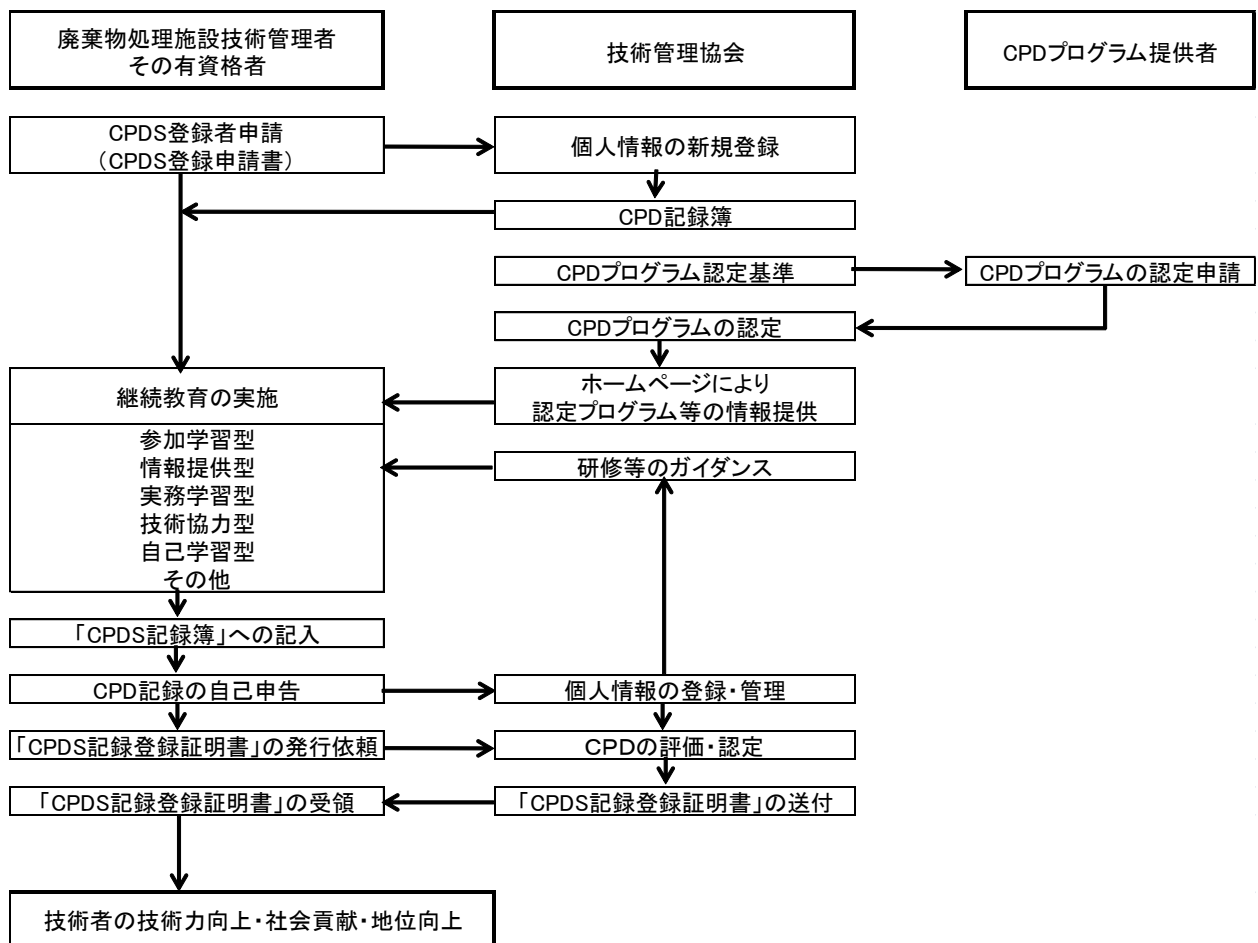 廃棄物処理施設技術管理者
その有資格者
技術管理協会
CPDプログラム提供者
CPDS登録者申請
（CPDS登録申請書）
個人情報の新規登録
CPD記録簿
CPDプログラム認定基準
CPDプログラムの認定申請
CPDプログラムの認定
継続教育の実施
ホームページにより
認定プログラム等の情報提供
参加学習型
情報提供型
実務学習型
技術協力型
自己学習型
その他
研修等のガイダンス
「CPDS記録簿」への記入
CPD記録の自己申告
個人情報の登録・管理
「CPDS記録登録証明書」の発行依頼
CPDの評価・認定
「CPDS記録登録証明書」の受領
「CPDS記録登録証明書」の送付
技術者の技術力向上・社会貢献・地位向上